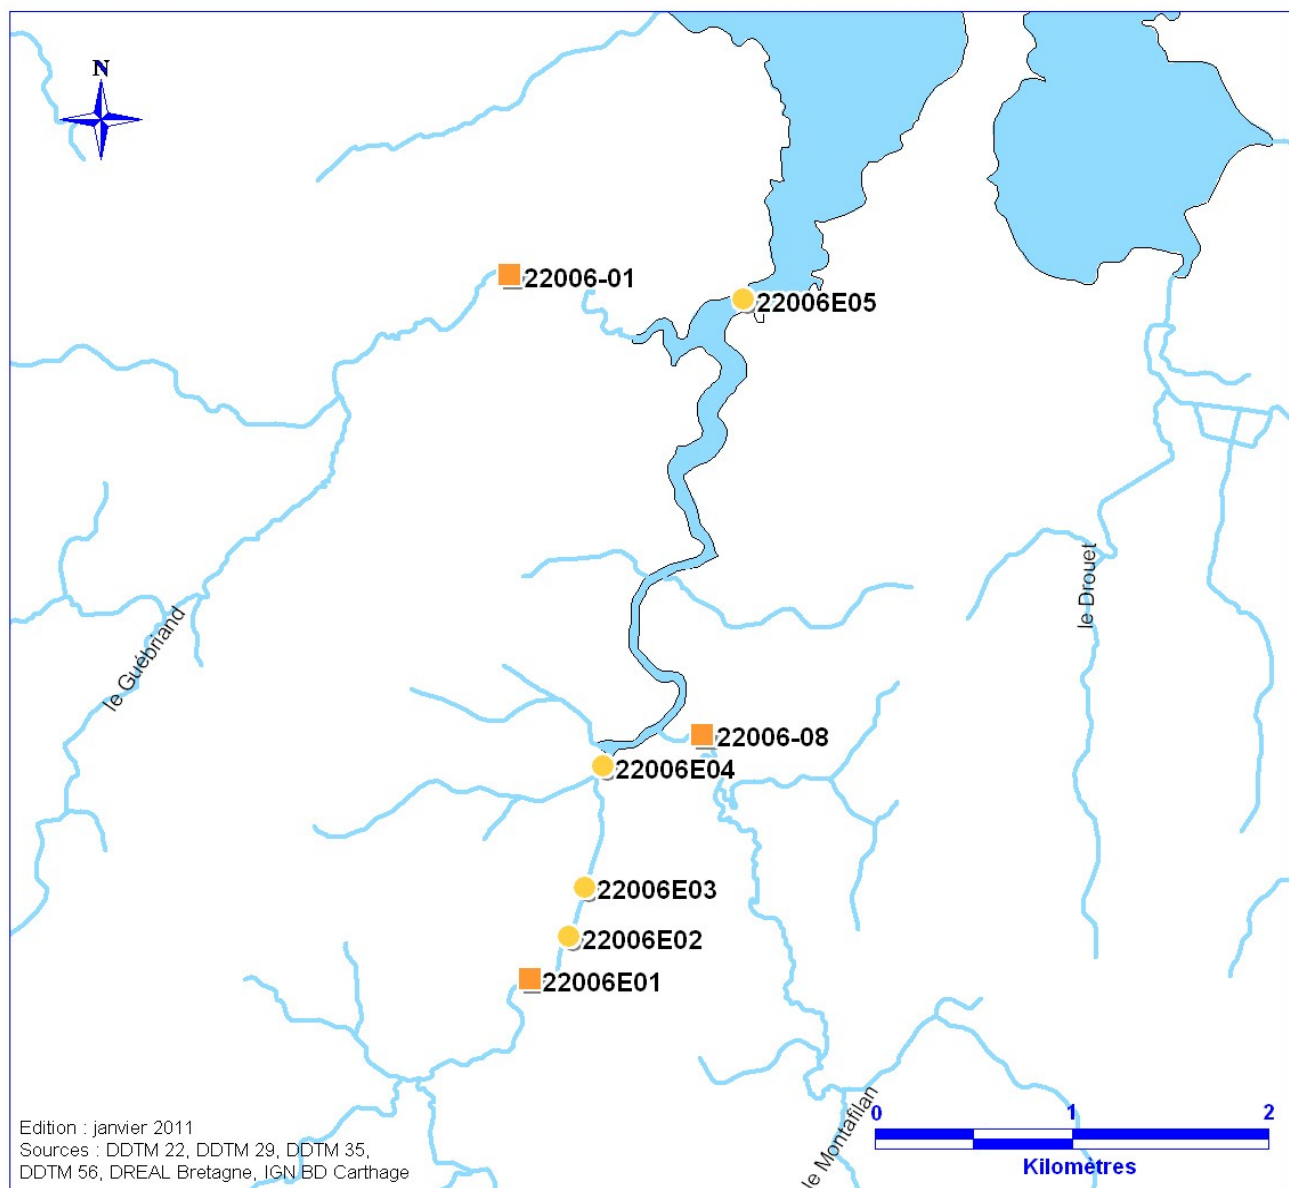 N
22006-01
22006E05
le Drouet
le Guébriand
22006-08
22006E04
22006E03
22006E02
22006E01
le Montafilan
0 1 2
Kilomètres
Edition : janvier 2011
Sources : DDTM 22, DDTM 29, DDTM 35,
DDTM 56, DREAL Bretagne, IGN BD Carthage